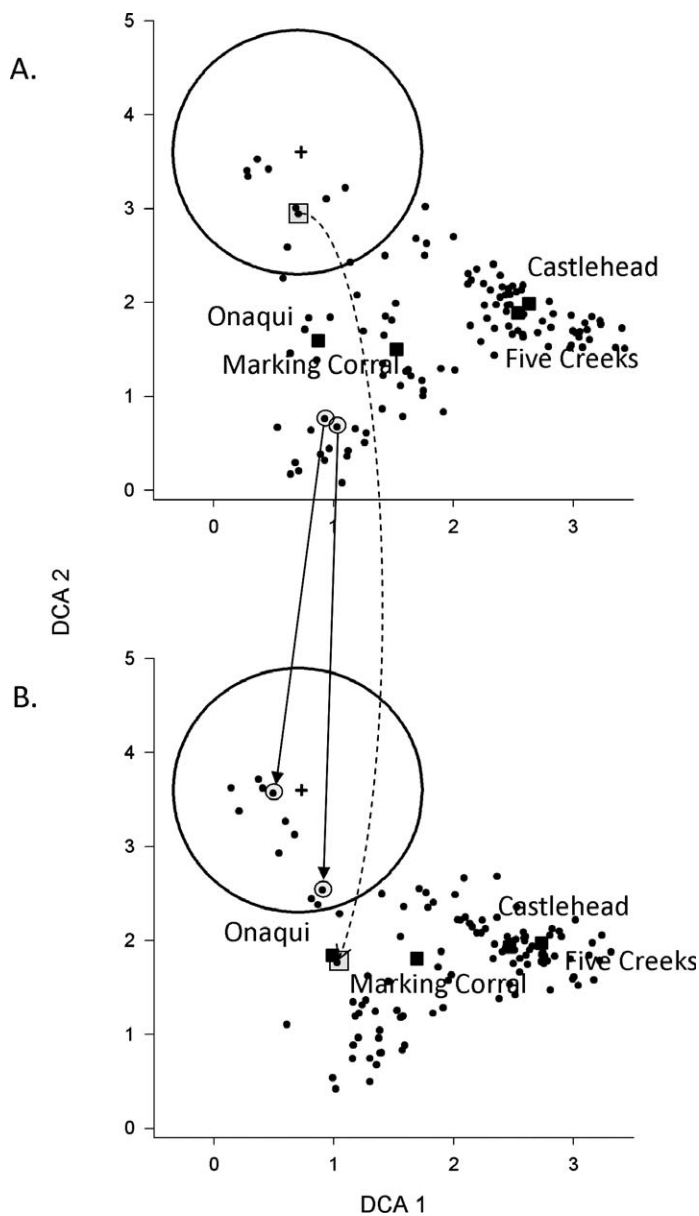 A.
5
4
3
2
1
0
Castlehead
Onaqui
Marking Corral
Five Creeks
0 1 2 3
DCA 2
B.
5
4
3
2
1
0
Castlehead
Onaqui
Five Creeks
Marking Corral
0 1 2 3
DCA 1